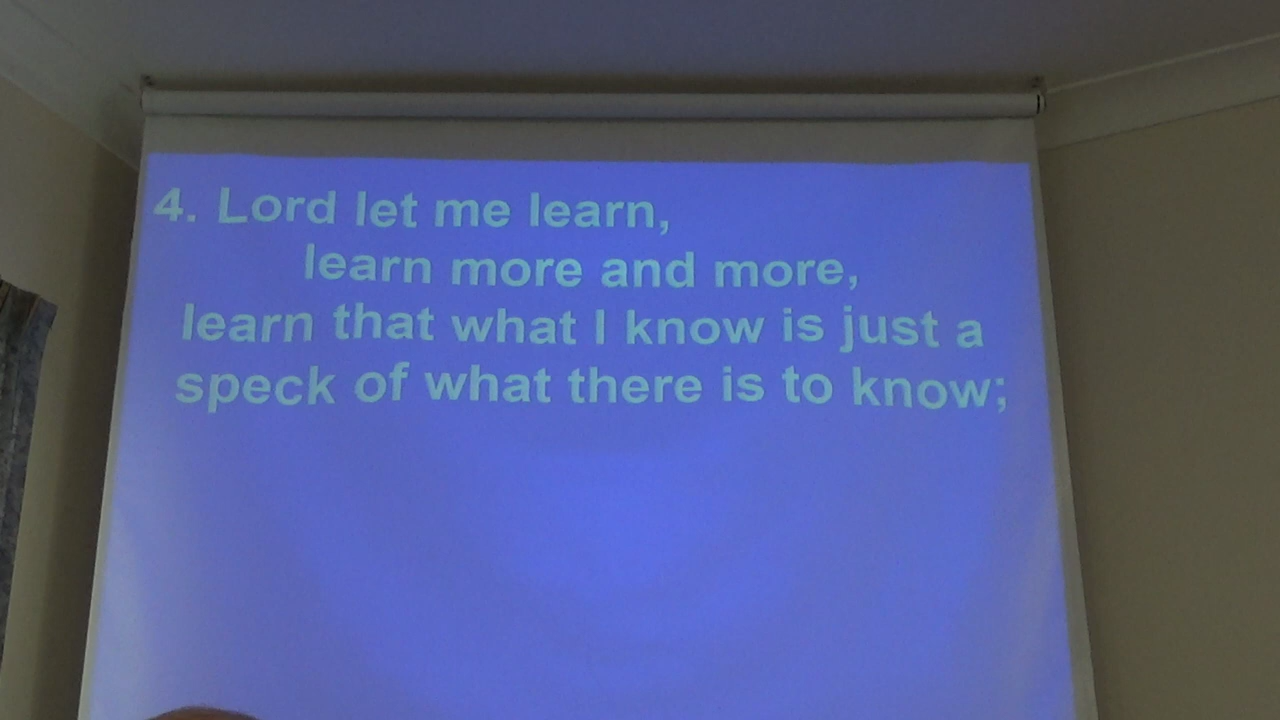 4. Lord let me learn,
learn more and more,
learn that what I know is just a
speck of what there is to know;